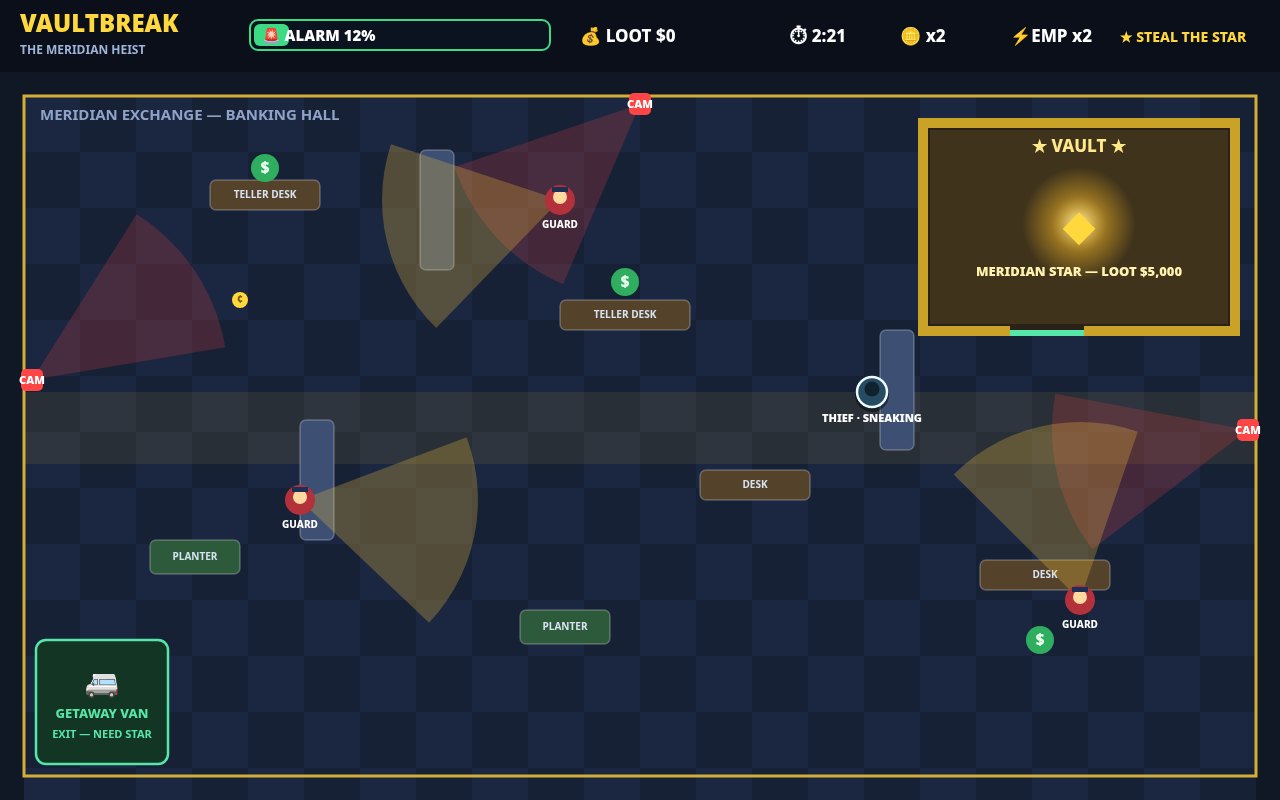 VAULTBREAK
THE MERIDIAN HEIST
ALARM 12%
LOOT $0
2:21
x2
EMP x2
★ STEAL THE STAR
MERIDIAN EXCHANGE — BANKING HALL
CAM
★ VAULT ★
$
TELLER DESK
GUARD
MERIDIAN STAR — LOOT $5,000
$
¢
TELLER DESK
CAM
THIEF · SNEAKING
CAM
DESK
GUARD
PLANTER
DESK
GUARD
PLANTER
$
GETAWAY VAN
EXIT — NEED STAR